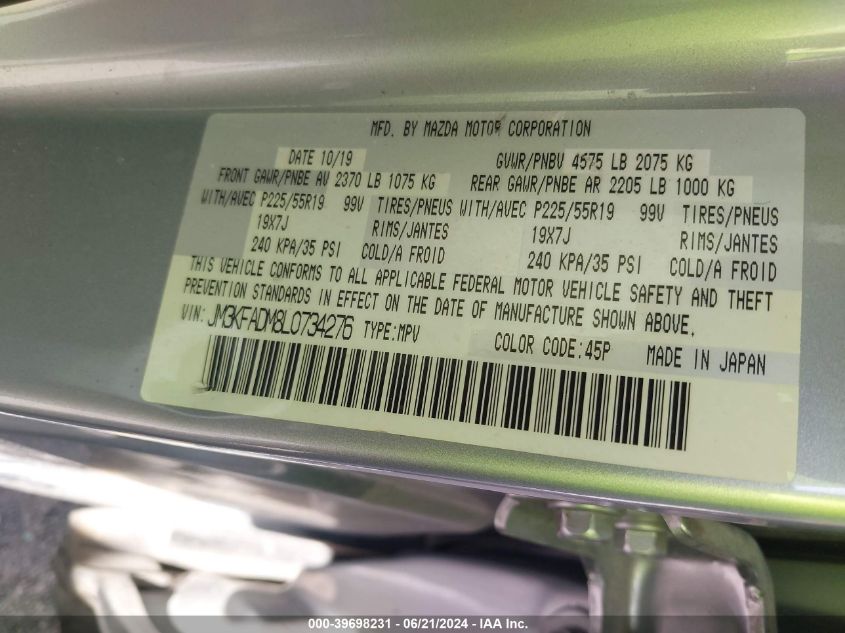 MFD. BY MAZDA MOTOR CORPORATION
DATE 10/19 GVWR/PNBV 4575 LB 2075 KG
FRONT GAWR/PNBE AV 2370 LB 1075 KG REAR GAWR/PNBE AR 2205 LB 1000 KG
WITH/AVEC P225/55R19 99V TIRES/PNEUS WITH/AVEC P225/55R19 99V TIRES/PNEUS
19X7J RIMS/JANTES 19X7J RIMS/JANTES
240 KPA/35 PSI COLD/A FROID 240 KPA/35 PSI COLD/A FROID
THIS VEHICLE CONFORMS TO ALL APPLICABLE FEDERAL MOTOR VEHICLE SAFETY AND THEFT
PREVENTION STANDARDS IN EFFECT ON THE DATE OF MANUFACTURE SHOWN ABOVE.
VIN: JM3KFADM8L0734276 TYPE:MPV COLOR CODE:45P MADE IN JAPAN
000-39698231 - 06/21/2024 - IAA Inc.